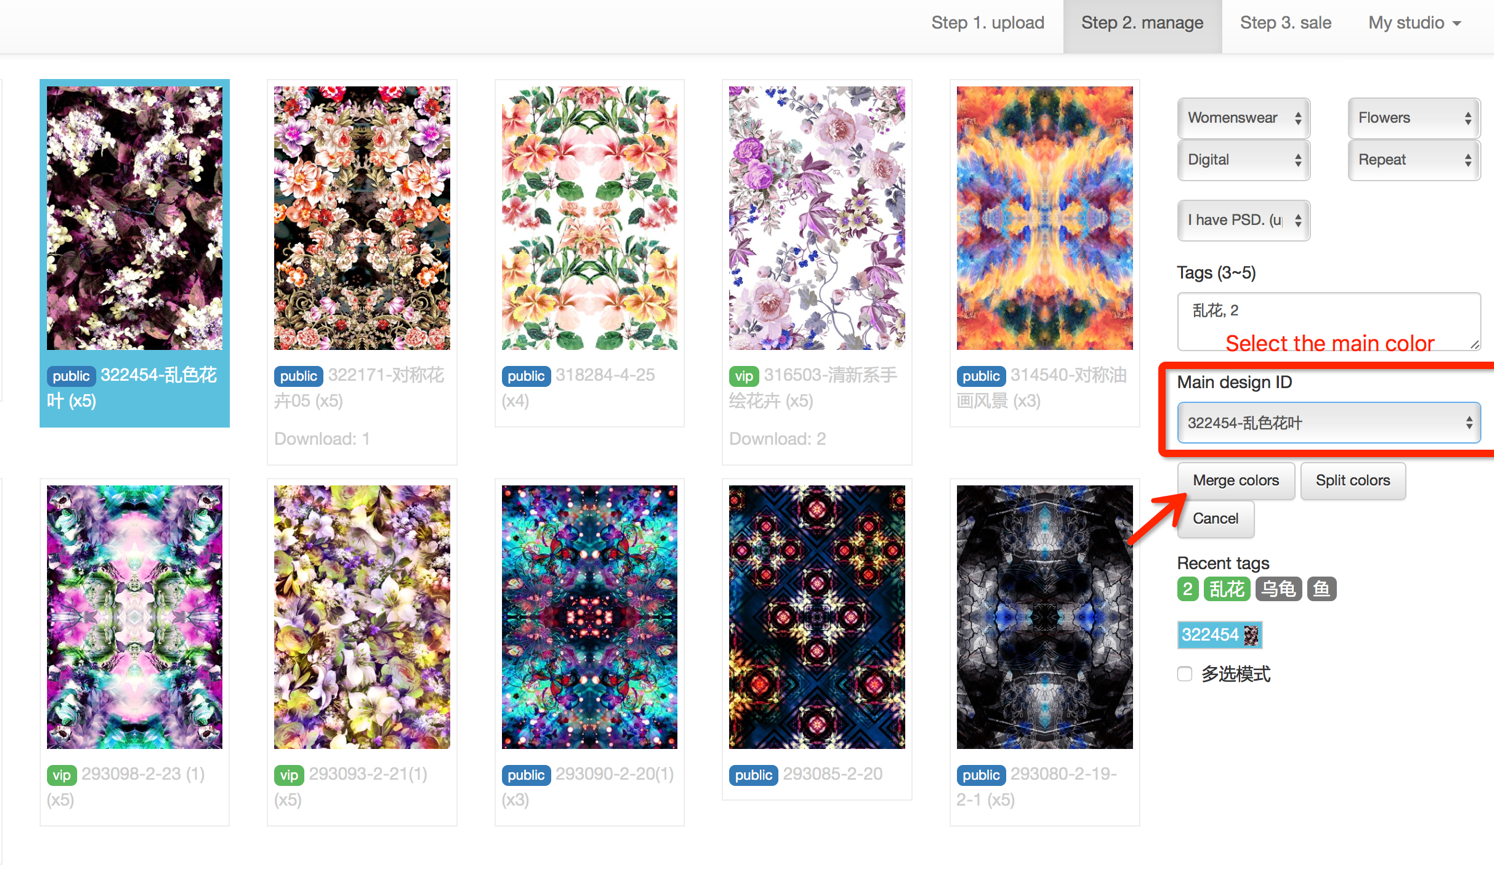 Step 1. upload
Step 2. manage
Step 3. sale
My studio
public 322454-乱色花
叶 (x5)
public 322171-对称花
卉05 (x5)
Download: 1
public 318284-4-25
(x4)
vip 316503-清新系手
绘花卉 (x5)
Download: 2
public 314540-对称油
画风景 (x3)
vip 293098-2-23 (1)
(x5)
vip 293093-2-21(1)
(x5)
public 293090-2-20(1)
(x3)
public 293085-2-20
public 293080-2-19-
2-1 (x5)
Womenswear
Flowers
Digital
Repeat
I have PSD. (u
Tags (3~5)
乱花, 2
Select the main color
Main design ID
322454-乱色花叶
Merge colors
Split colors
Cancel
Recent tags
2 乱花 乌龟 鱼
322454
多选模式